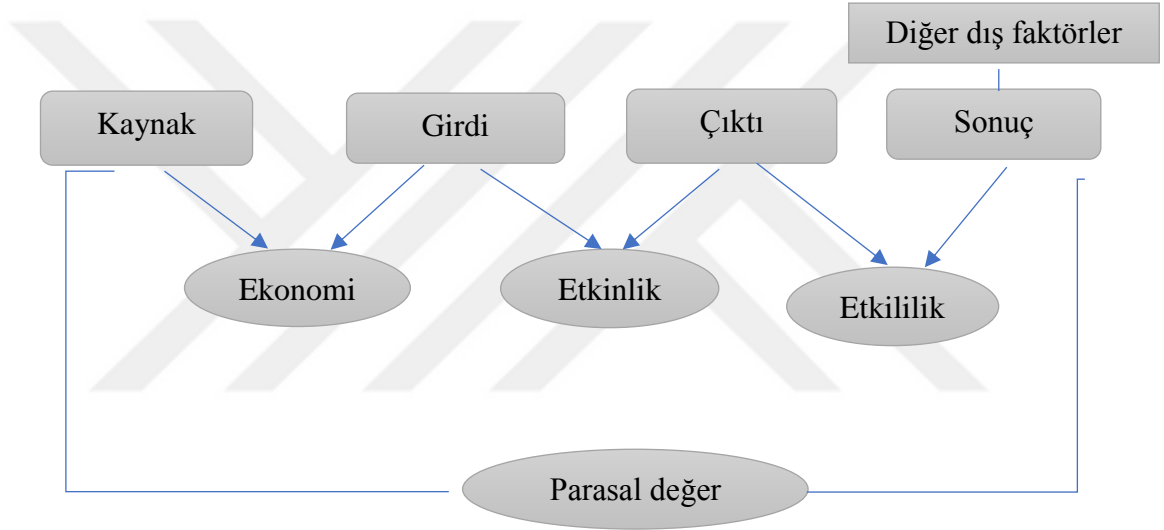 Diğer dış faktörler
Kaynak
Girdi
Çıktı
Sonuç
Ekonomi
Etkinlik
Etkililik
Parasal değer